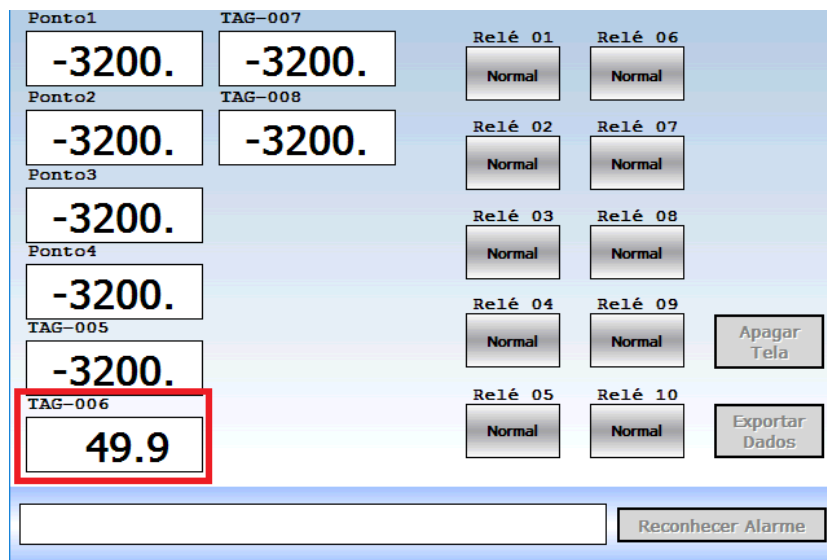 Ponto1 TAG-007
-3200. -3200.
Ponto2 TAG-008
-3200. -3200.
Ponto3
-3200.
Ponto4
-3200.
TAG-005
-3200.
TAG-006
49.9
Relé 01 Relé 06
Normal Normal
Relé 02 Relé 07
Normal Normal
Relé 03 Relé 08
Normal Normal
Relé 04 Relé 09
Normal Normal
Relé 05 Relé 10
Normal Normal
Apagar
Tela
Exportar
Dados
Reconhecer Alarme